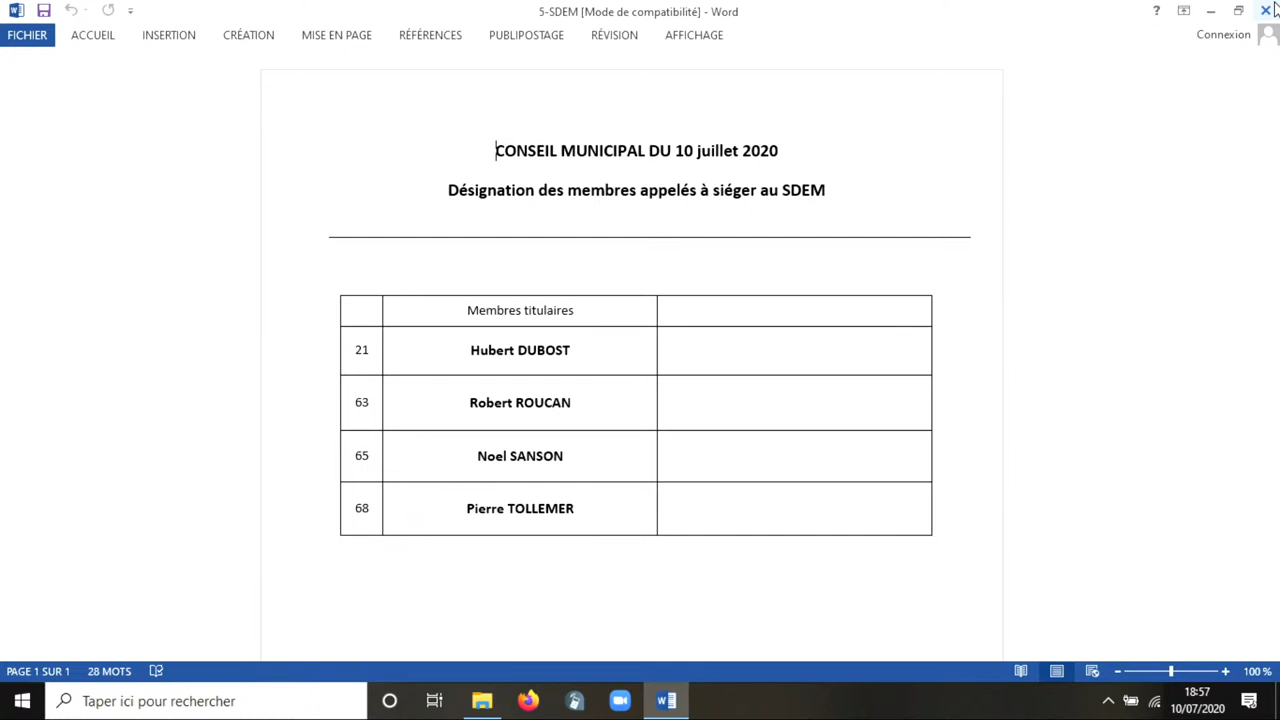 5-SDEM [Mode de compatibilité] - Word
?
FICHIER ACCUEIL INSERTION CRÉATION MISE EN PAGE RÉFÉRENCES PUBLIPOSTAGE RÉVISION AFFICHAGE Connexion
CONSEIL MUNICIPAL DU 10 juillet 2020
Désignation des membres appelés à siéger au SDEM
Membres titulaires
21 Hubert DUBOST
63 Robert ROUCAN
65 Noel SANSON
68 Pierre TOLLEMER
PAGE 1 SUR 1 28 MOTS 100 %
Taper ici pour rechercher
18:57
10/07/2020